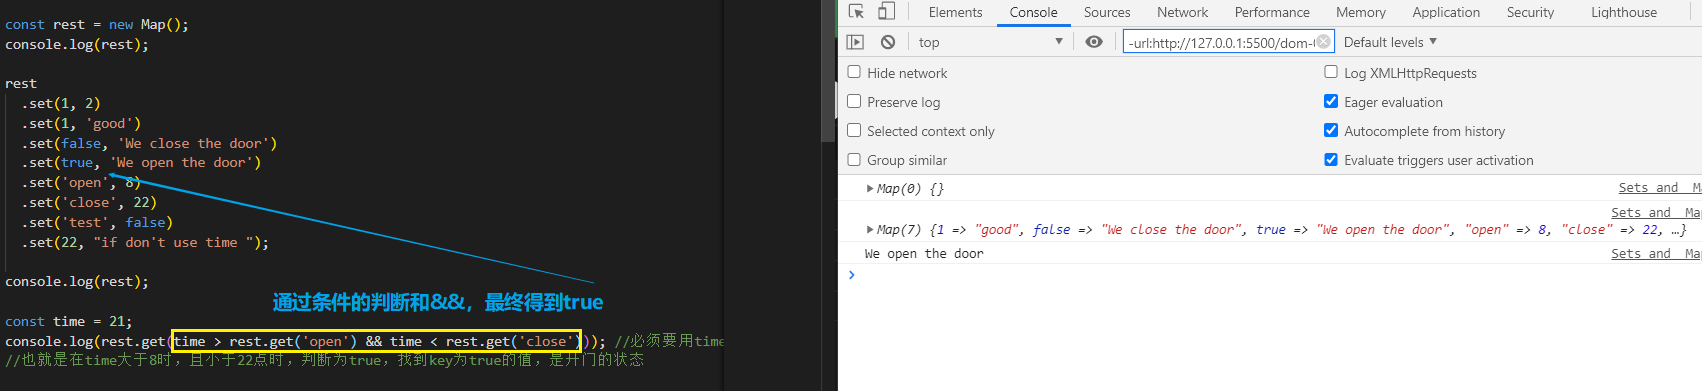 const rest = new Map();
console.log(rest);
rest
.set(1, 2)
.set(1, 'good')
.set(false, 'We close the door')
.set(true, 'We open the door')
.set('open', 8)
.set('close', 22)
.set('test', false)
.set(22, "if don't use time ");
console.log(rest);
通过条件的判断和&&，最终得到true
const time = 21;
console.log(rest.get(time > rest.get('open') && time < rest.get('close'))); //必须要用time
//也就是在time大于8时，且小于22点时，判断为true，找到key为true的值，是开门的状态
Elements Console Sources Network Performance Memory Application Security Lighthouse
top -url:http://127.0.0.1:5500/dom- Default levels
Hide network Log XMLHttpRequests
Preserve log Eager evaluation
Selected context only Autocomplete from history
Group similar Evaluate triggers user activation
Map(0) {} Sets and Ma
Sets and Map
Map(7) {1 => "good", false => "We close the door", true => "We open the door", "open" => 8, "close" => 22, …}
We open the door Sets and Ma